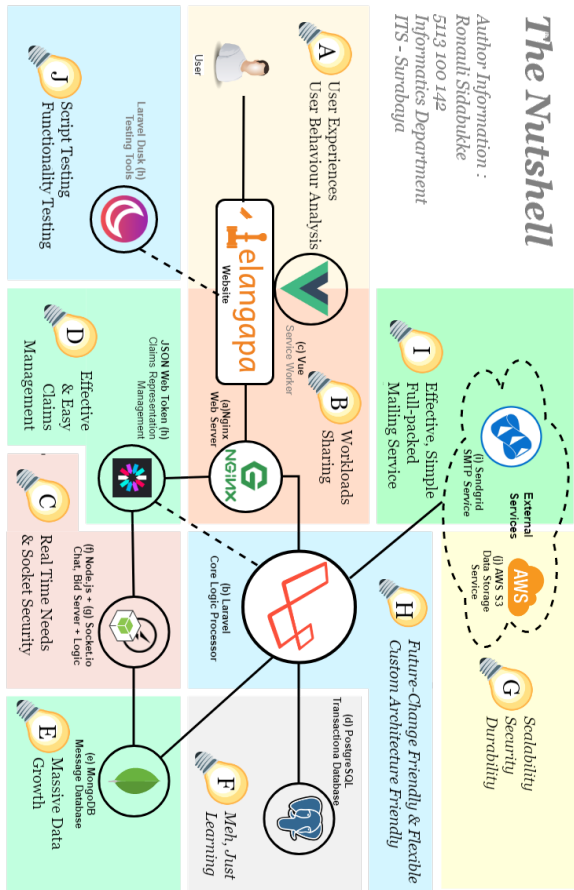 The Nutshell
Author Information :
Ronauli Sidabukke
5113 100 142
Informatics Department
ITS - Surabaya
A
User Experiences
User Behaviour Analysis
User
Telangapa
Website
(c) Vue
Service Worker
J
Script Testing
Functionality Testing
Laravel Dusk (h)
Testing Tools
I
Effective, Simple
Full-packed
Mailing Service
External
Services
(i) Sendgrid
SMTP Service
AWS
(j) AWS S3
Data Storage
Service
G
Scalability
Security
Durability
B
Workloads
Sharing
(a)Nginx
Web Server
G
NGiNX
D
Effective
& Easy
Claims
Management
JSON Web Token (h)
Claims Representation
Management
H
Future-Change Friendly & Flexible
Custom Architecture Friendly
(b) Laravel
Core Logic Processor
C
Real Time Needs
& Socket Security
(f) Node.js + (g) Socket.io
Chat, Bid Server + Logic
(d) PostgreSQL
Transactiona Database
F
Meh, Just
Learning
E
Massive Data
Growth
(e) MongoDB
Message Database